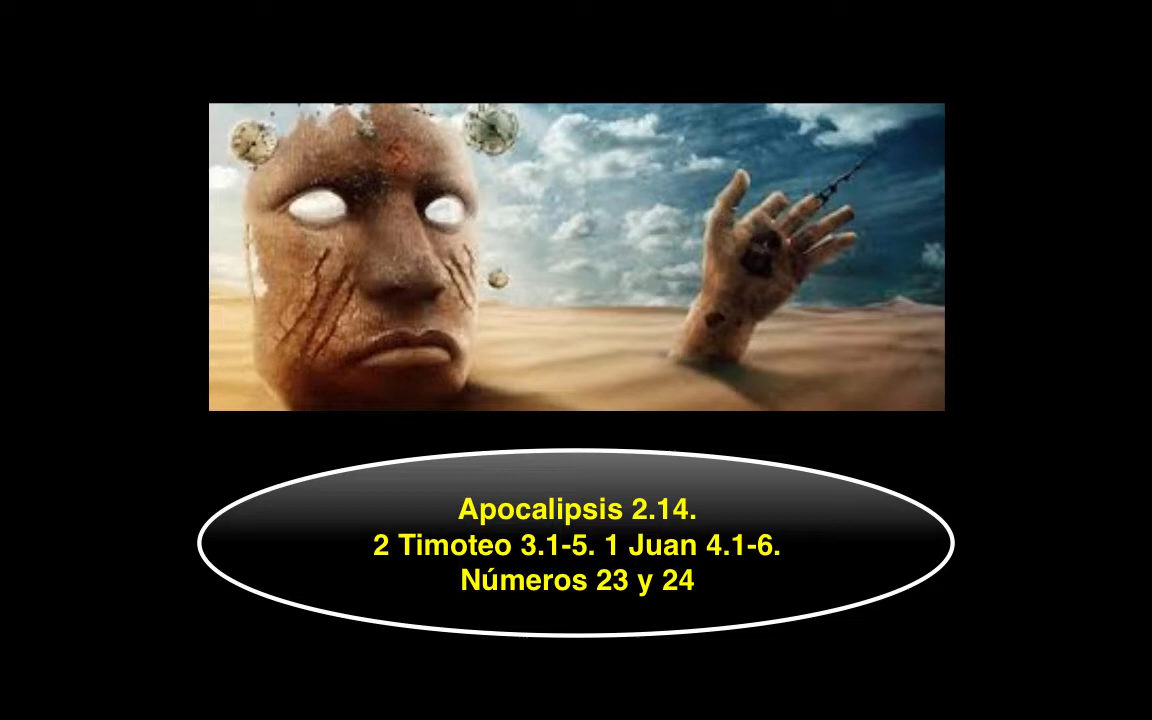 Apocalipsis 2.14.
2 Timoteo 3.1-5. 1 Juan 4.1-6.
Números 23 y 24